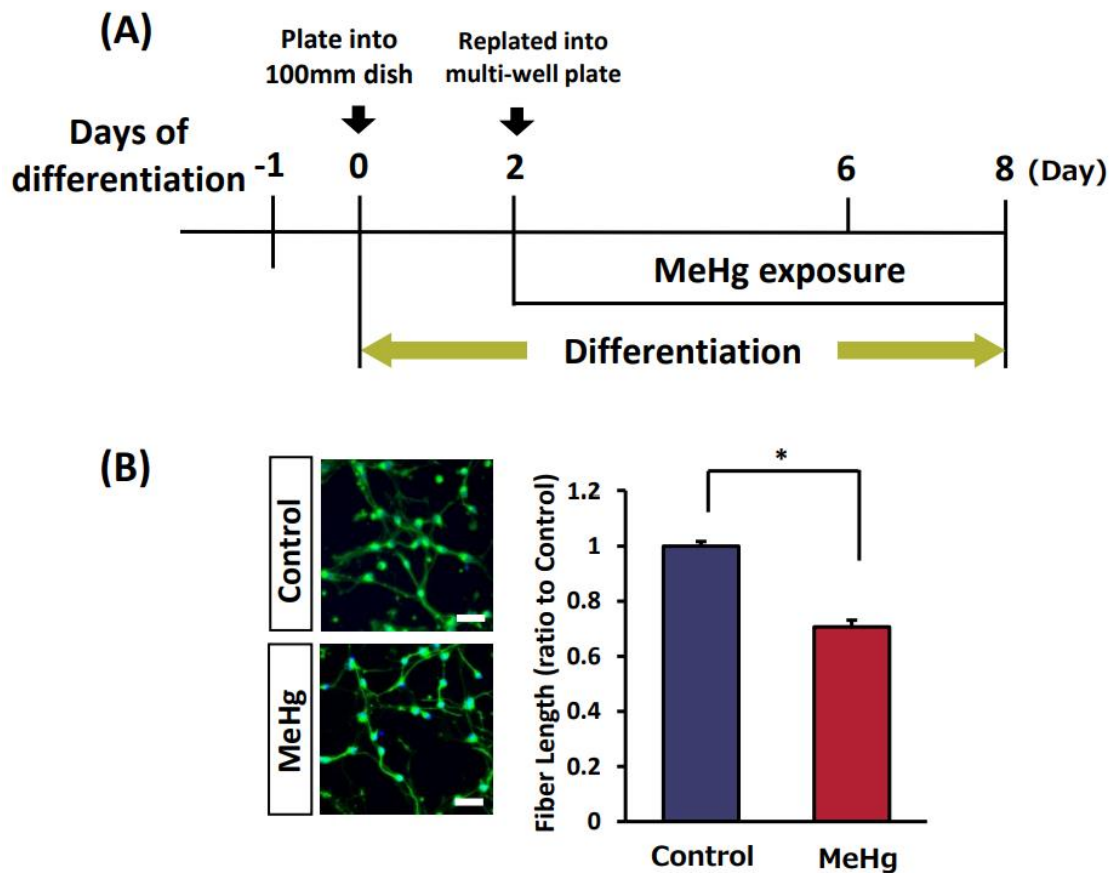 (A)
Plate into
100mm dish
Replated into
multi-well plate
Days of
differentiation
-1 0 2 6 8 (Day)
MeHg exposure
Differentiation
(B)
Control
MeHg
*
Fiber Length (ratio to Control)
1.2
1
0.8
0.6
0.4
0.2
0
Control MeHg